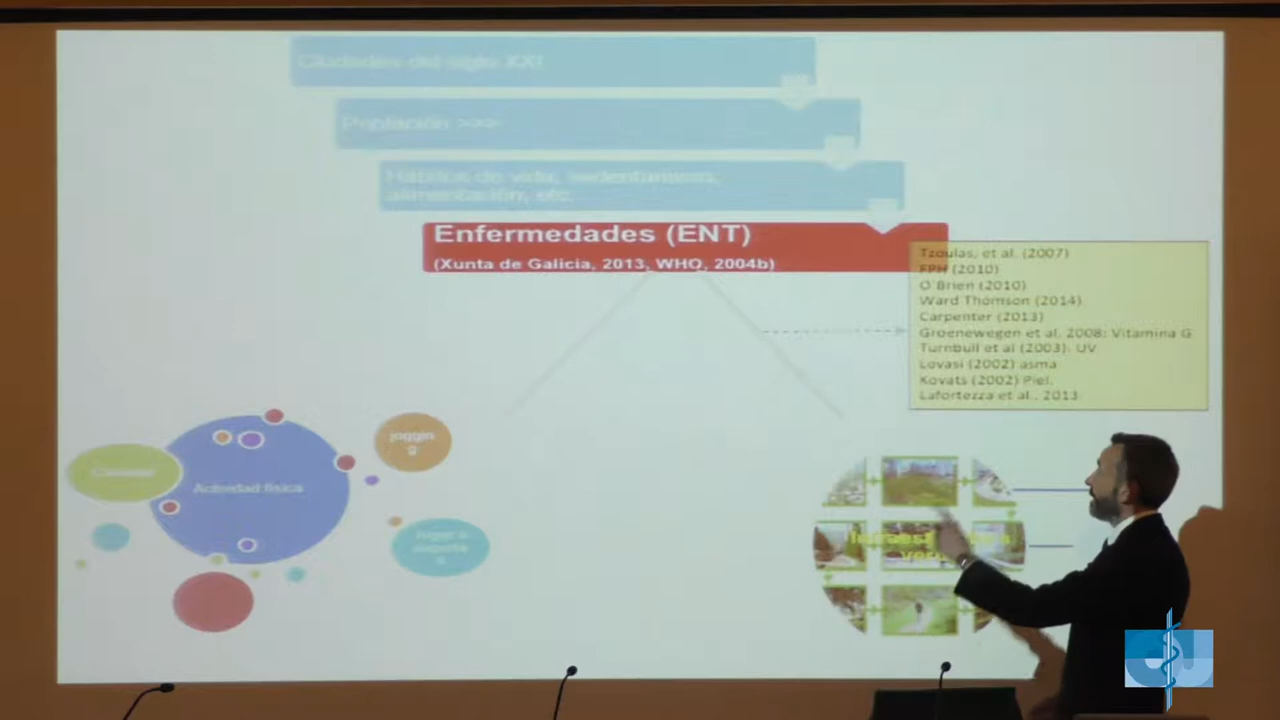 Ciudades del siglo XXI
Población >>>
Hábitos de vida, sedentarismo,
alimentación, etc.
Enfermedades (ENT)
(Xunta de Galicia, 2013, WHO, 2004b)
Tzoulas, et al. (2007)
FPH (2010)
O'Brien (2010)
Ward Thomson (2014)
Carpenter (2013)
Groenewegen et al. 2008: Vitamina G
Turnbull et al (2003). UV
Lovasi (2002) asma
Kovats (2002) Piel.
Lafortezza et al., 2013
joggin
g
Actividad física